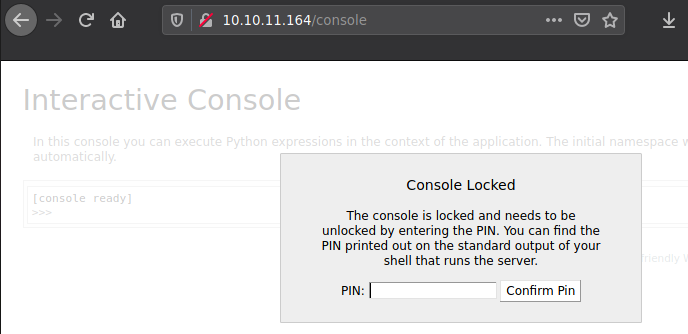 10.10.11.164/console
Interactive Console
In this console you can execute Python expressions in the context of the application. The initial namespace
automatically.
[console ready]
>>>
Console Locked
The console is locked and needs to be
unlocked by entering the PIN. You can find the
PIN printed out on the standard output of your
shell that runs the server.
friendly
PIN:
Confirm Pin